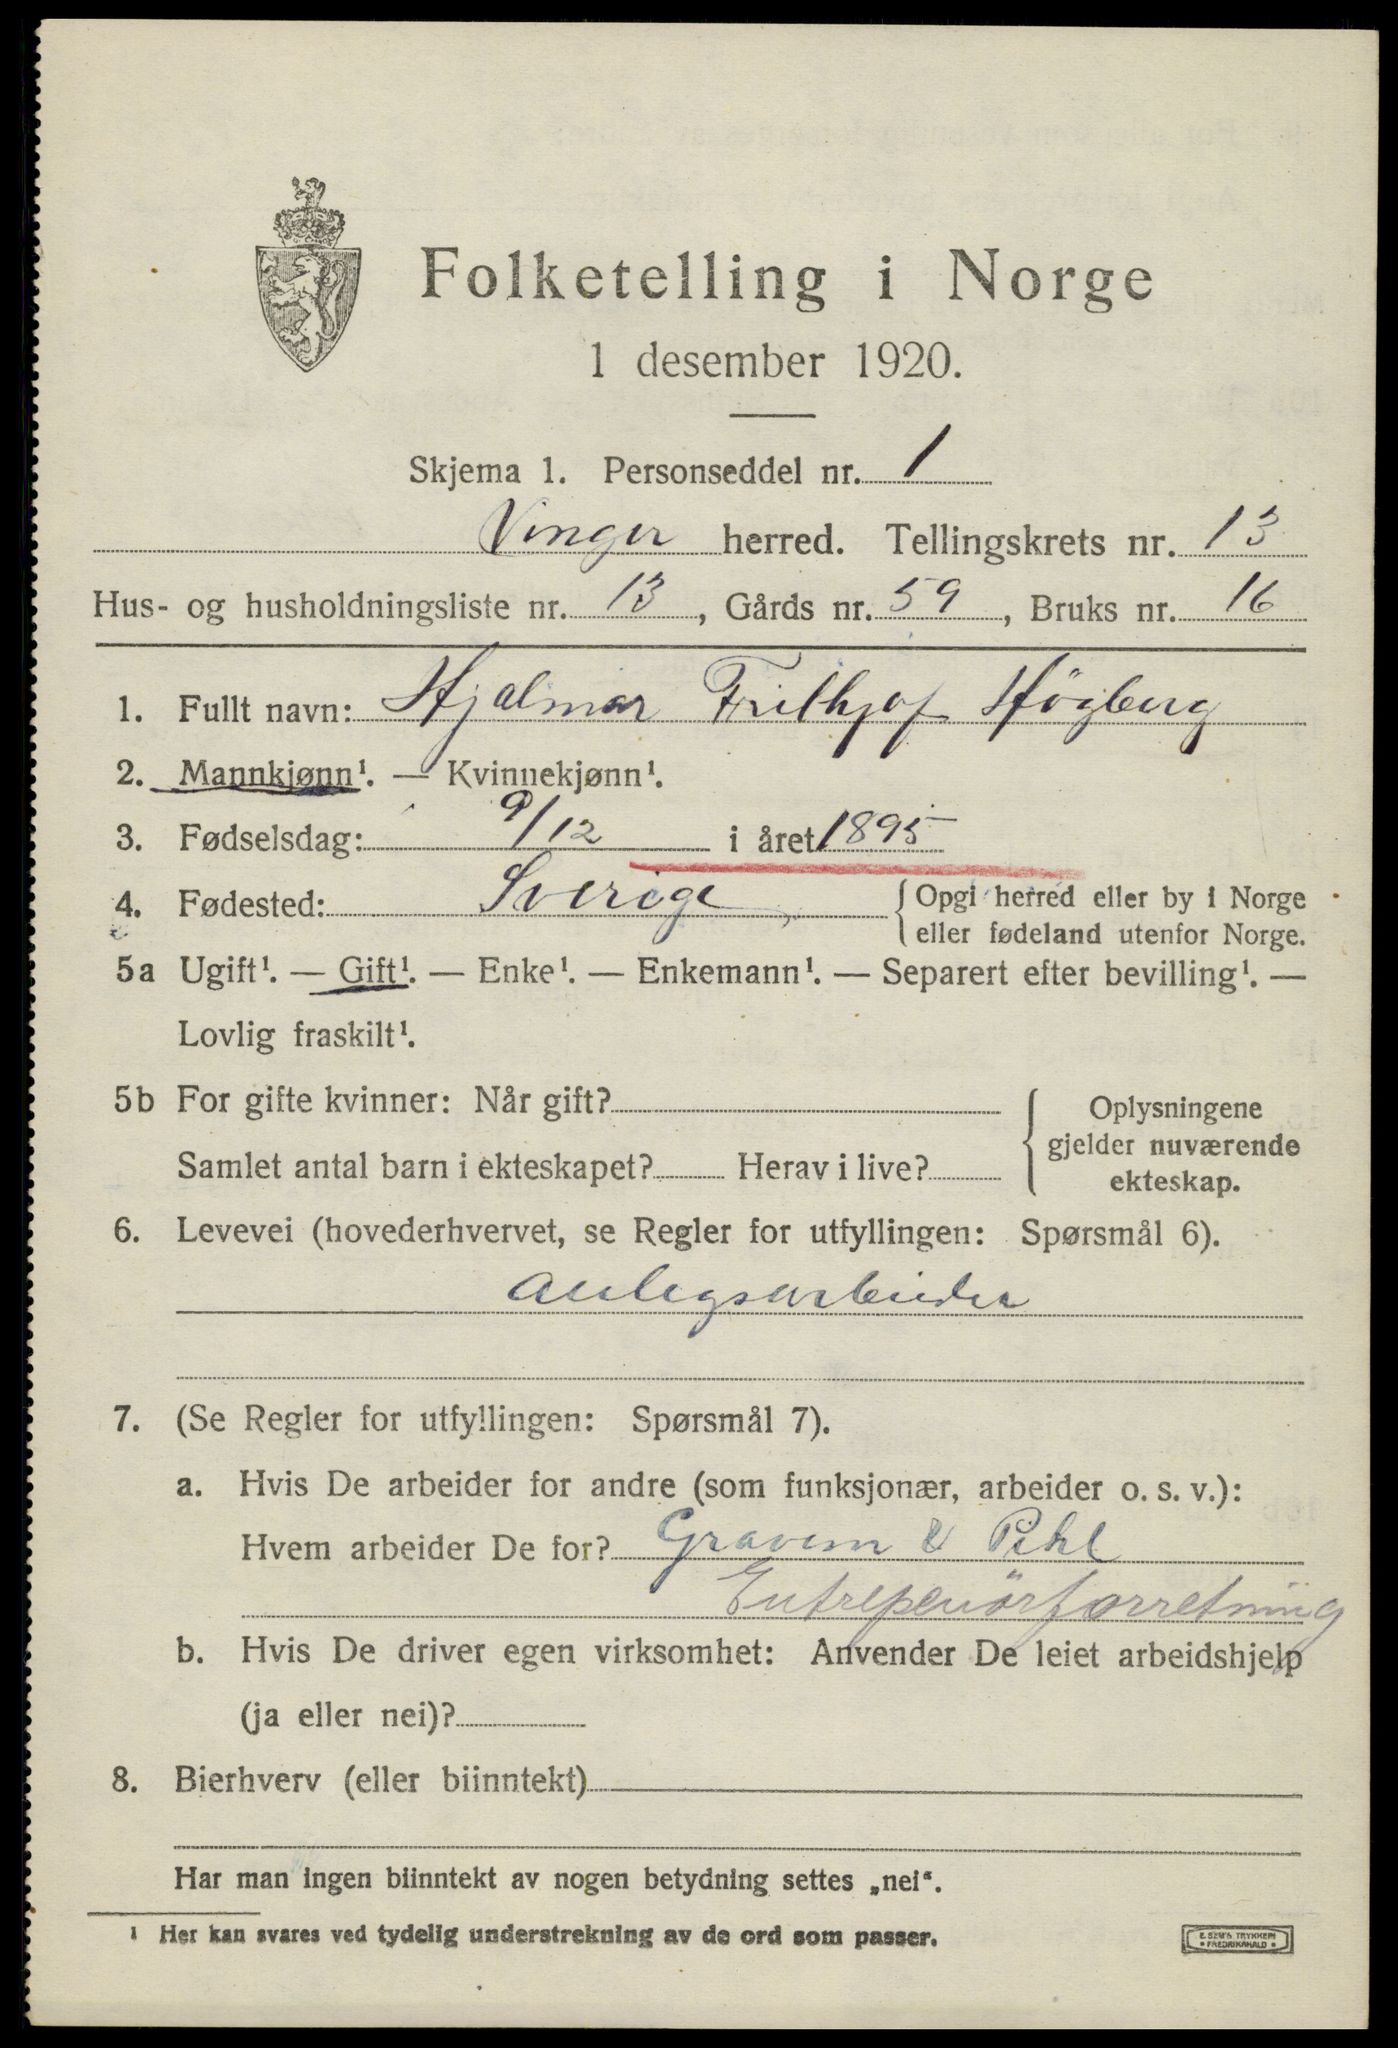 Folketelling i Norge
1 desember 1920.
Skjema 1. Personseddel nr. 1
Vinger herred. Tellingskrets nr. 13
Hus- og husholdningsliste nr. 13, Gårds nr. 59, Bruks nr. 16
1. Fullt navn: Hjalmar Frithjof Högberg
2. Mannkjønn¹. — Kvinnekjønn¹.
3. Fødselsdag: 9/12 i året 1895
4. Fødested: Sverige { Opgi herred eller by i Norge
eller fødeland utenfor Norge.
5a Ugift¹. — Gift¹. — Enke¹. — Enkemann¹. — Separert efter bevilling¹. —
Lovlig fraskilt¹.
5b For gifte kvinner: Når gift?
Samlet antal barn i ekteskapet? Herav i live?
{ Oplysningene
gjelder nuværende
ekteskap.
6. Levevei (hovederhvervet, se Regler for utfyllingen: Spørsmål 6).
Anlegsarbeider
7. (Se Regler for utfyllingen: Spørsmål 7).
a. Hvis De arbeider for andre (som funksjonær, arbeider o. s. v.):
Hvem arbeider De for? Gravem & Pihl
Entrepenörforretning
b. Hvis De driver egen virksomhet: Anvender De leiet arbeidshjelp
(ja eller nei)?
8. Bierhverv (eller biinntekt)
Har man ingen biinntekt av nogen betydning settes „nei“.
¹ Her kan svares ved tydelig understrekning av de ord som passer.
E. SEM'S TRYKKERI
• FREDRIKSHALD •